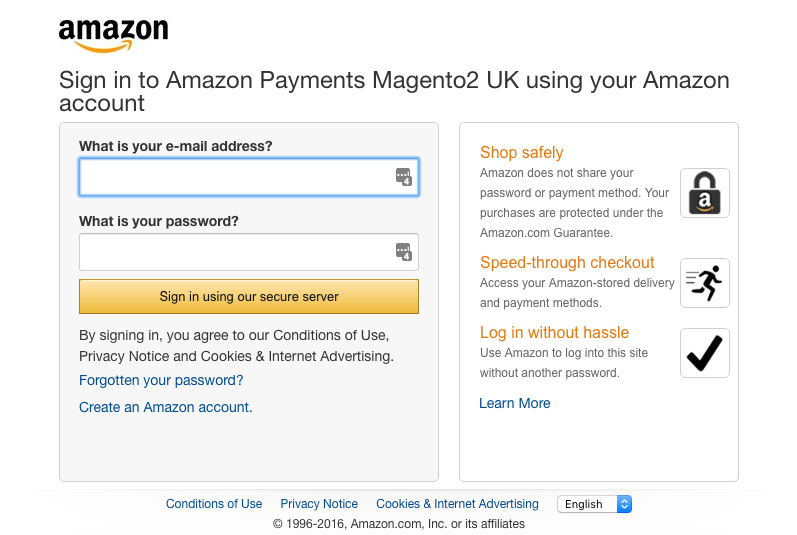 amazon
Sign in to Amazon Payments Magento2 UK using your Amazon
account
What is your e-mail address?
4
What is your password?
4
Sign in using our secure server
By signing in, you agree to our Conditions of Use,
Privacy Notice and Cookies & Internet Advertising.
Forgotten your password?
Create an Amazon account.
Shop safely
Amazon does not share your
password or payment method. Your
purchases are protected under the
Amazon.com Guarantee.
a
Speed-through checkout
Access your Amazon-stored delivery
and payment methods.
Log in without hassle
Use Amazon to log into this site
without another password.
Learn More
Conditions of Use Privacy Notice Cookies & Internet Advertising English
© 1996-2016, Amazon.com, Inc. or its affiliates